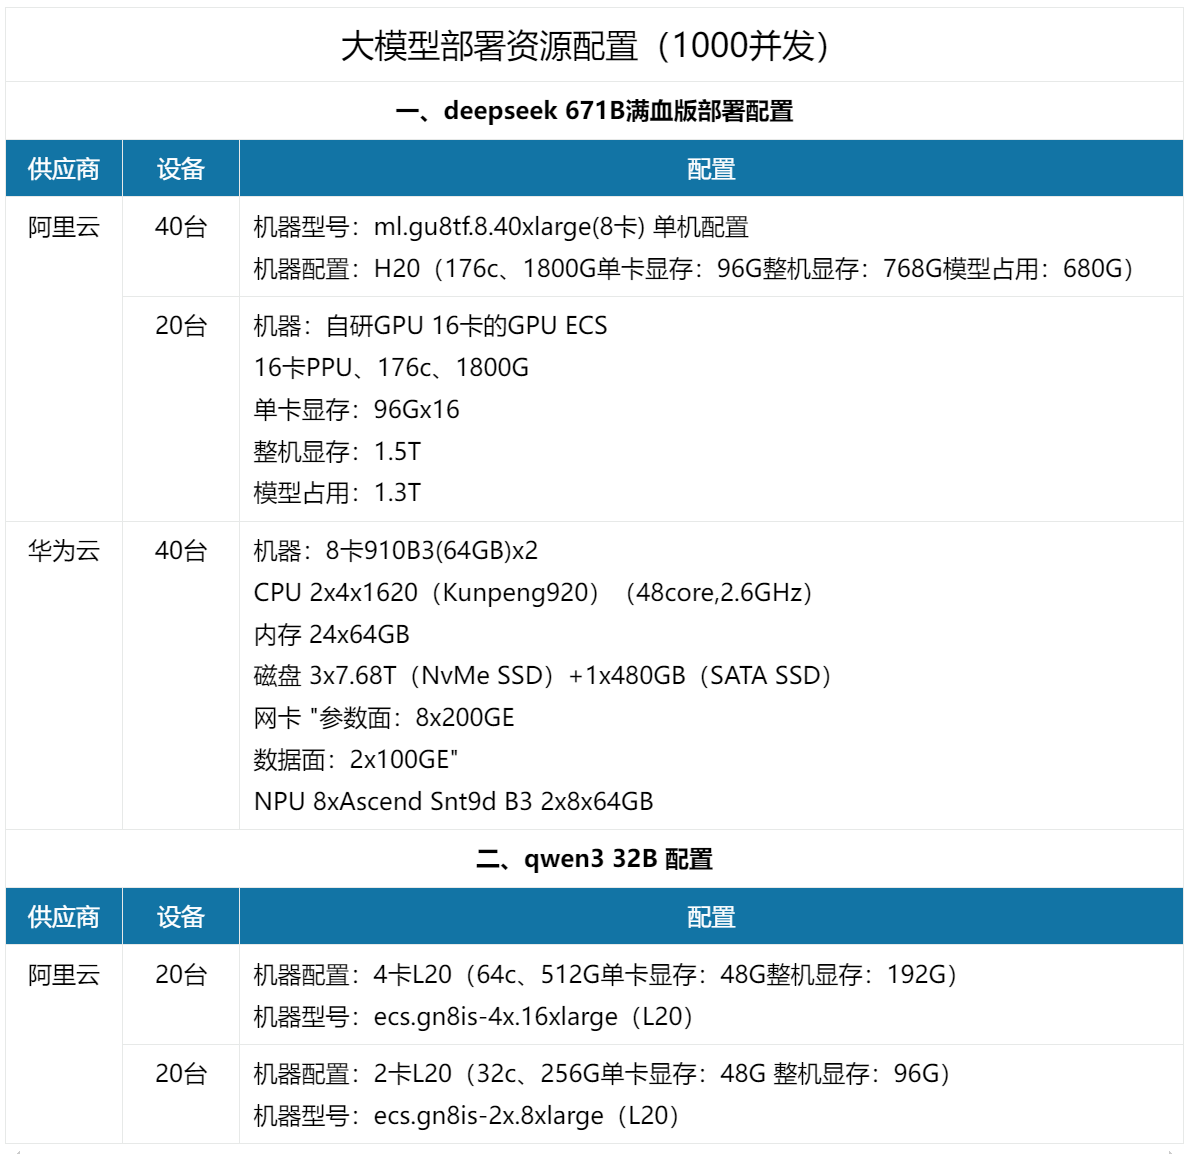 大模型部署资源配置（1000并发）
一、deepseek 671B满血版部署配置
供应商 设备 配置
阿里云 40台 机器型号：ml.gu8tf.8.40xlarge(8卡) 单机配置
机器配置：H20（176c、1800G单卡显存：96G整机显存：768G模型占用：680G）
20台 机器：自研GPU 16卡的GPU ECS
16卡PPU、176c、1800G
单卡显存：96Gx16
整机显存：1.5T
模型占用：1.3T
华为云 40台 机器：8卡910B3(64GB)x2
CPU 2x4x1620（Kunpeng920）（48core,2.6GHz）
内存 24x64GB
磁盘 3x7.68T（NvMe SSD）+1x480GB（SATA SSD）
网卡 "参数面：8x200GE
数据面：2x100GE"
NPU 8xAscend Snt9d B3 2x8x64GB
二、qwen3 32B 配置
供应商 设备 配置
阿里云 20台 机器配置：4卡L20（64c、512G单卡显存：48G整机显存：192G）
机器型号：ecs.gn8is-4x.16xlarge（L20）
20台 机器配置：2卡L20（32c、256G单卡显存：48G 整机显存：96G）
机器型号：ecs.gn8is-2x.8xlarge（L20）